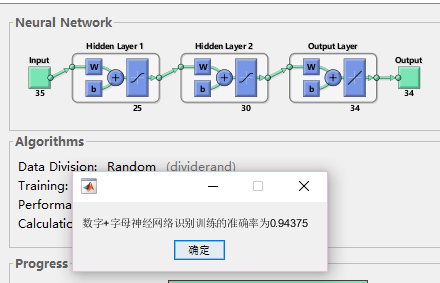 Neural Network
Hidden Layer 1
Hidden Layer 2
Output Layer
Input
Output
W
W
W
b
b
b
35
25
30
34
34
Algorithms
Data Division: Random (dividerand)
Training:
数字+字母神经网络识别训练的准确率为0.94375
确定
Progress